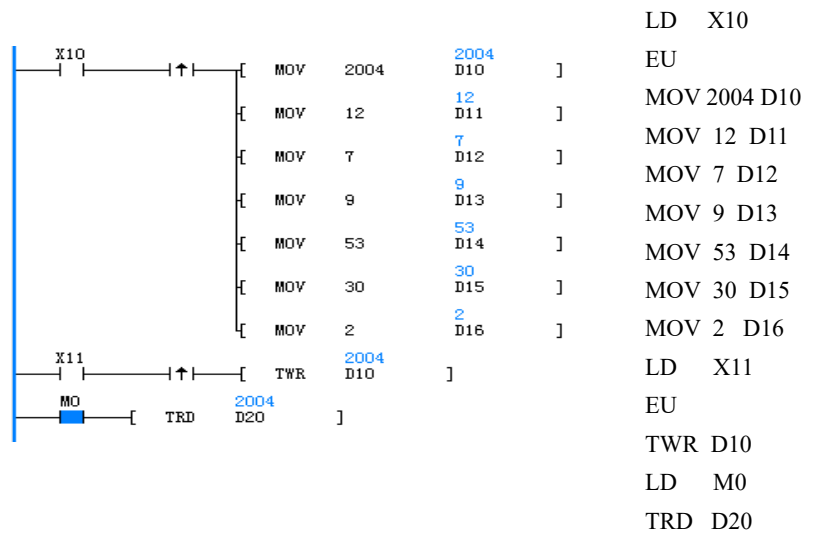 X10
2004
MOV 2004 D10
12
MOV 12 D11
7
MOV 7 D12
9
MOV 9 D13
53
MOV 53 D14
30
MOV 30 D15
2
MOV 2 D16
X11
2004
TWR D10
M0
2004
TRD D20
LD X10
EU
MOV 2004 D10
MOV 12 D11
MOV 7 D12
MOV 9 D13
MOV 53 D14
MOV 30 D15
MOV 2 D16
LD X11
EU
TWR D10
LD M0
TRD D20